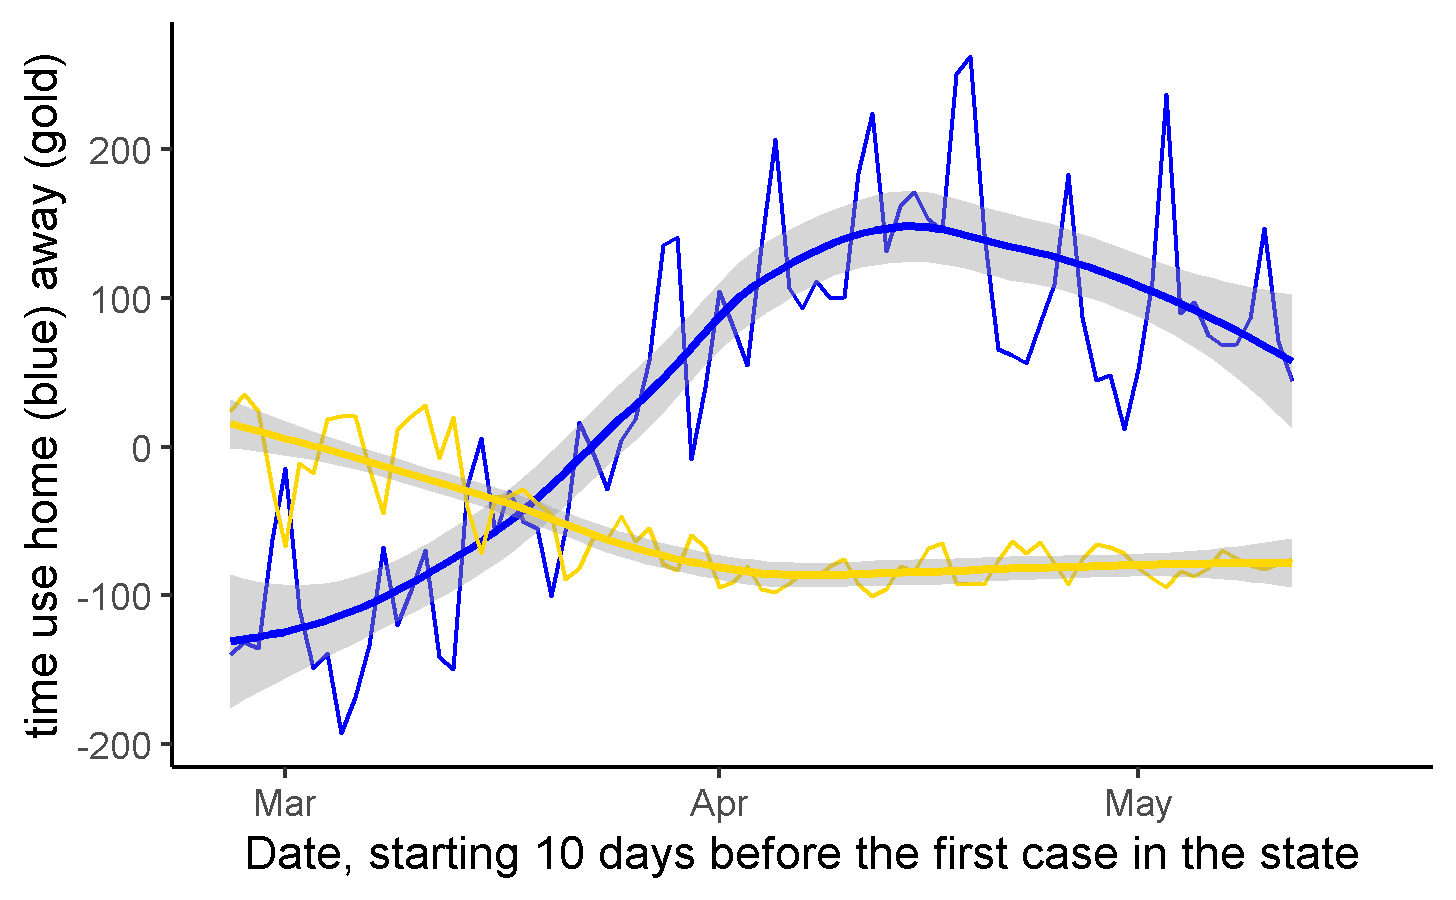 time use home (blue) away (gold)
200
100
0
-100
-200
Mar
Apr
May
Date, starting 10 days before the first case in the state